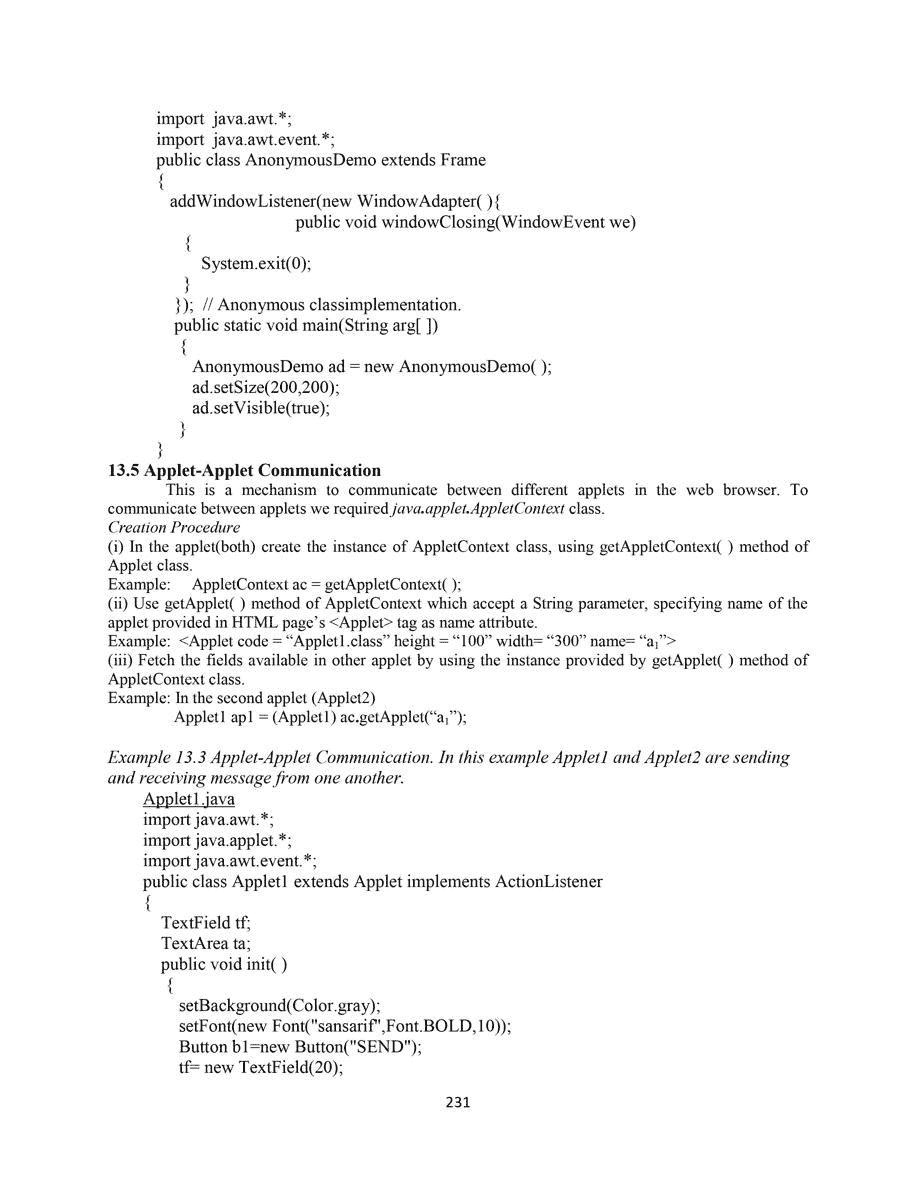 import java.awt.*;
import java.awt.event.*;
public class AnonymousDemo extends Frame
{
addWindowListener(new WindowAdapter( ){
public void windowClosing(WindowEvent we)
{
System.exit(0);
}
}); // Anonymous classimplementation.
public static void main(String arg[ ])
{
AnonymousDemo ad = new AnonymousDemo( );
ad.setSize(200,200);
ad.setVisible(true);
}
}
13.5 Applet-Applet Communication
This is a mechanism to communicate between different applets in the web browser. To
communicate between applets we required java.applet.AppletContext class.
Creation Procedure
(i) In the applet(both) create the instance of AppletContext class, using getAppletContext( ) method of
Applet class.
Example: AppletContext ac = getAppletContext( );
(ii) Use getApplet( ) method of AppletContext which accept a String parameter, specifying name of the
applet provided in HTML page’s <Applet> tag as name attribute.
Example: <Applet code = “Applet1.class” height = “100” width= “300” name= “a₁”>
(iii) Fetch the fields available in other applet by using the instance provided by getApplet( ) method of
AppletContext class.
Example: In the second applet (Applet2)
Applet1 ap1 = (Applet1) ac.getApplet(“a₁”);
Example 13.3 Applet-Applet Communication. In this example Applet1 and Applet2 are sending
and receiving message from one another.
Applet1.java
import java.awt.*;
import java.applet.*;
import java.awt.event.*;
public class Applet1 extends Applet implements ActionListener
{
TextField tf;
TextArea ta;
public void init( )
{
setBackground(Color.gray);
setFont(new Font("sansarif",Font.BOLD,10));
Button b1=new Button("SEND");
tf= new TextField(20);
231